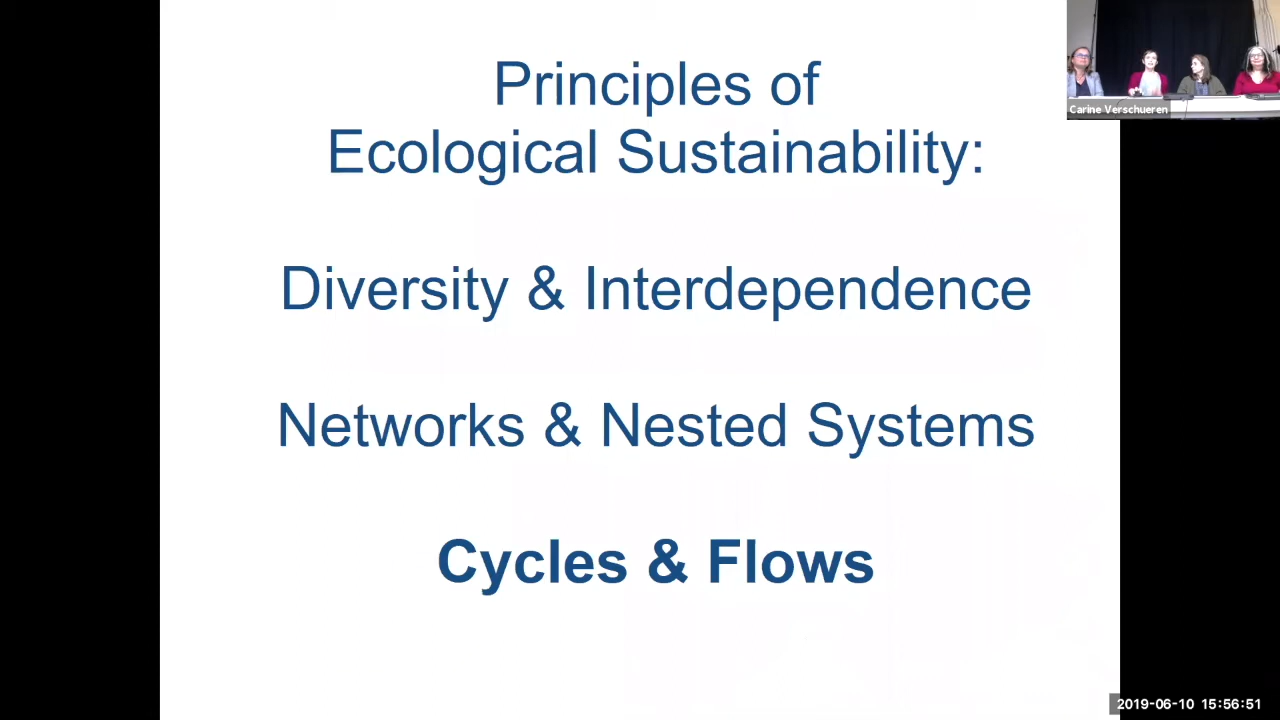 Principles of
Ecological Sustainability:
Diversity & Interdependence
Networks & Nested Systems
Cycles & Flows
Carine Verschueren
2019-06-10 15:56:51